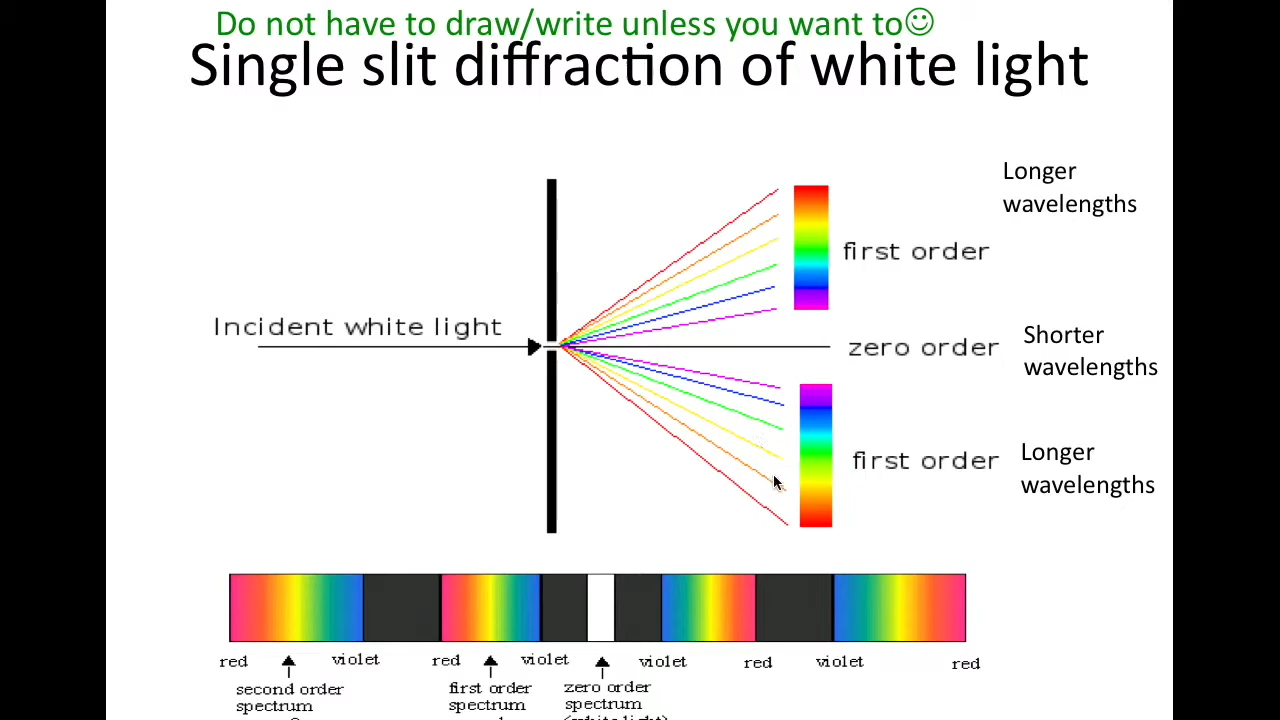 Do not have to draw/write unless you want to☺
Single slit diffraction of white light
Longer
wavelengths
first order
Incident white light
zero order
Shorter
wavelengths
first order
Longer
wavelengths
red
violet
red
violet
violet
red
violet
red
second order
spectrum
first order
spectrum
zero order
spectrum
(white light)